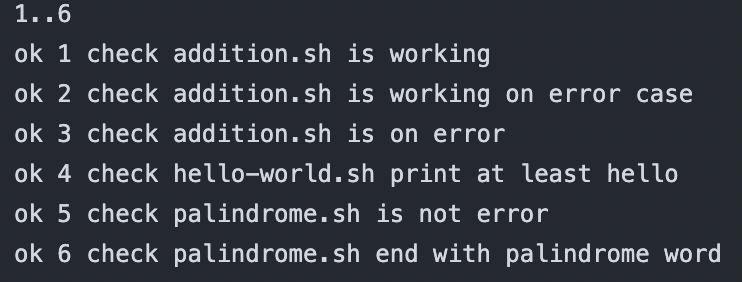 1..6
ok 1 check addition.sh is working
ok 2 check addition.sh is working on error case
ok 3 check addition.sh is on error
ok 4 check hello-world.sh print at least hello
ok 5 check palindrome.sh is not error
ok 6 check palindrome.sh end with palindrome word